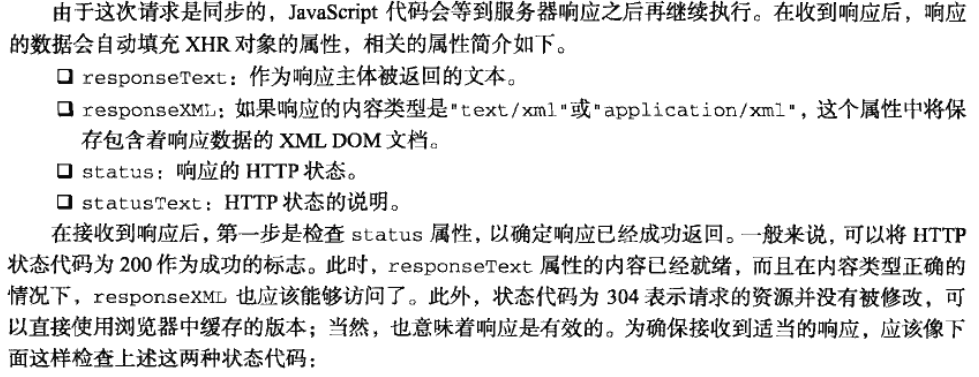 由于这次请求是同步的，JavaScript 代码会等到服务器响应之后再继续执行。在收到响应后，响应
的数据会自动填充 XHR 对象的属性，相关的属性简介如下。
❑ responseText：作为响应主体被返回的文本。
❑ responseXML：如果响应的内容类型是"text/xml"或"application/xml"，这个属性中将保
存包含着响应数据的 XML DOM 文档。
❑ status：响应的 HTTP 状态。
❑ statusText：HTTP 状态的说明。
在接收到响应后，第一步是检查 status 属性，以确定响应已经成功返回。一般来说，可以将 HTTP
状态代码为 200 作为成功的标志。此时，responseText 属性的内容已经就绪，而且在内容类型正确的
情况下，responseXML 也应该能够访问了。此外，状态代码为 304 表示请求的资源并没有被修改，可
以直接使用浏览器中缓存的版本；当然，也意味着响应是有效的。为确保接收到适当的响应，应该像下
面这样检查上述这两种状态代码：